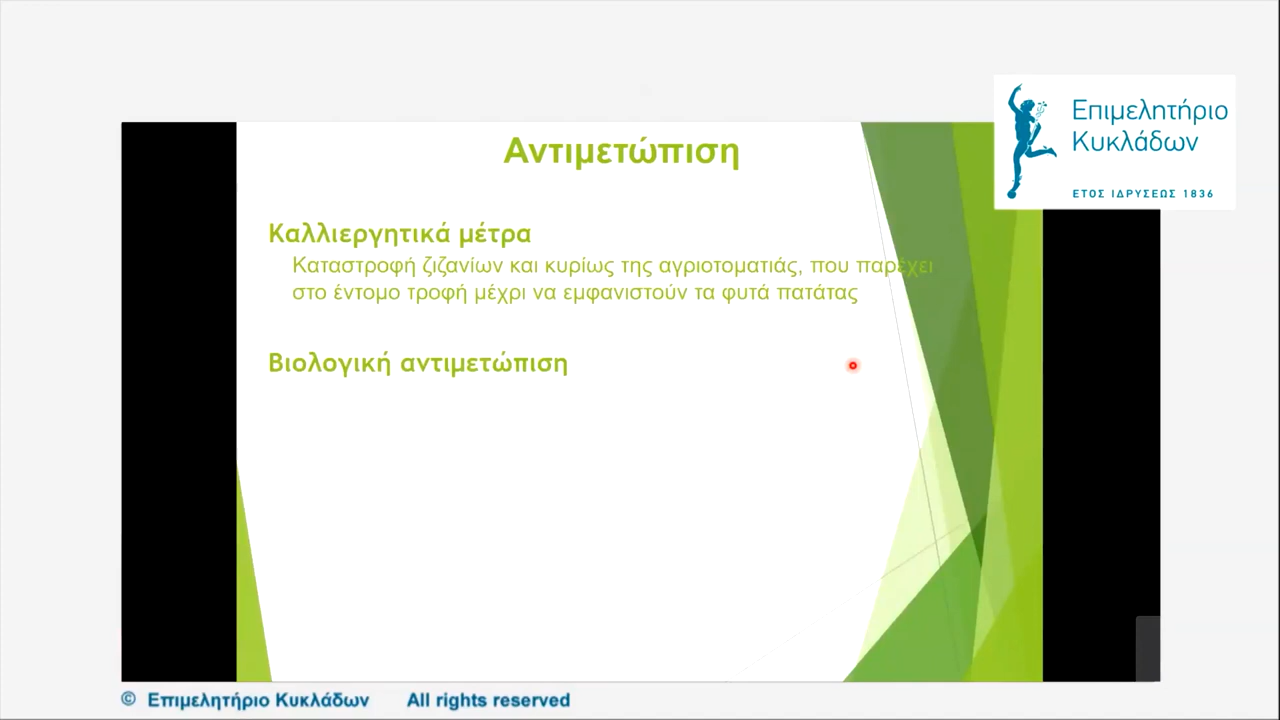 Επιμελητήριο
Κυκλάδων
ΕΤΟΣ ΙΔΡΥΣΕΩΣ 1836
Αντιμετώπιση
Καλλιεργητικά μέτρα
Καταστροφή ζιζανίων και κυρίως της αγριοτοματιάς, που παρέχει
στο έντομο τροφή μέχρι να εμφανιστούν τα φυτά πατάτας
Βιολογική αντιμετώπιση
© Επιμελητήριο Κυκλάδων All rights reserved